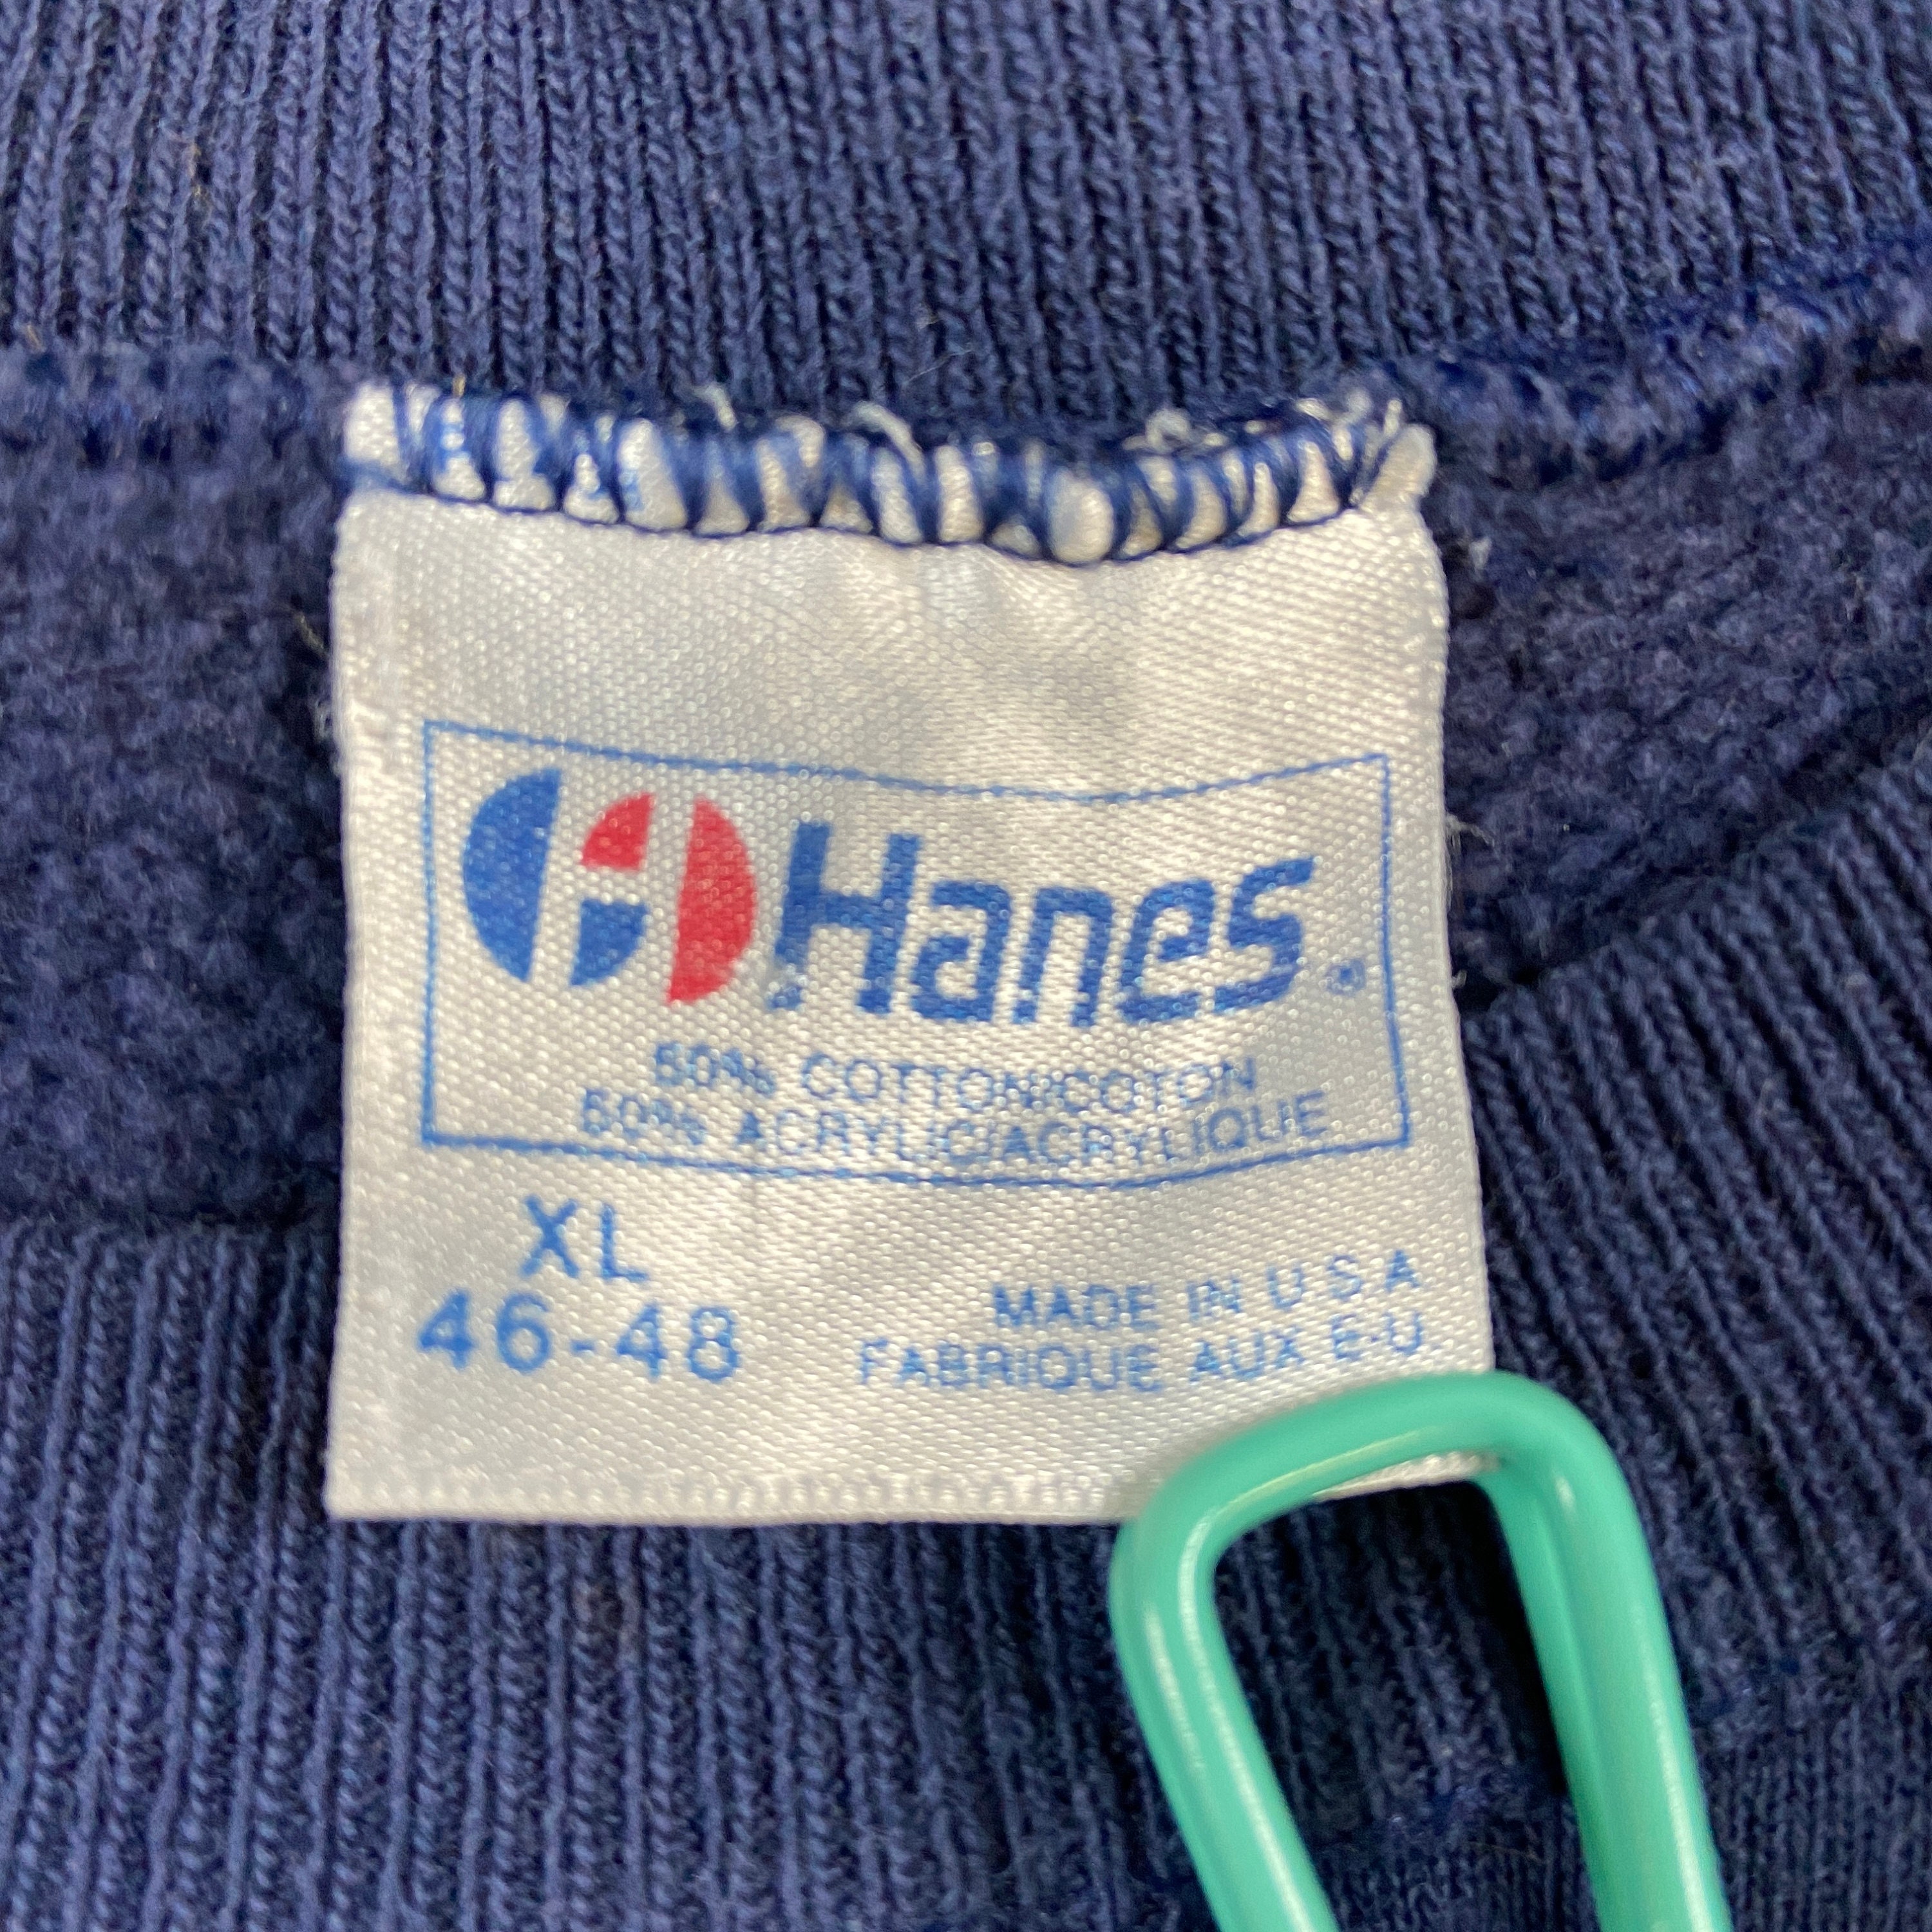 Hanes®
50% COTTON/COTON
50% ACRYLIC/ACRYLIQUE
XL
46-48
MADE IN U S A
FABRIQUE AUX E-U